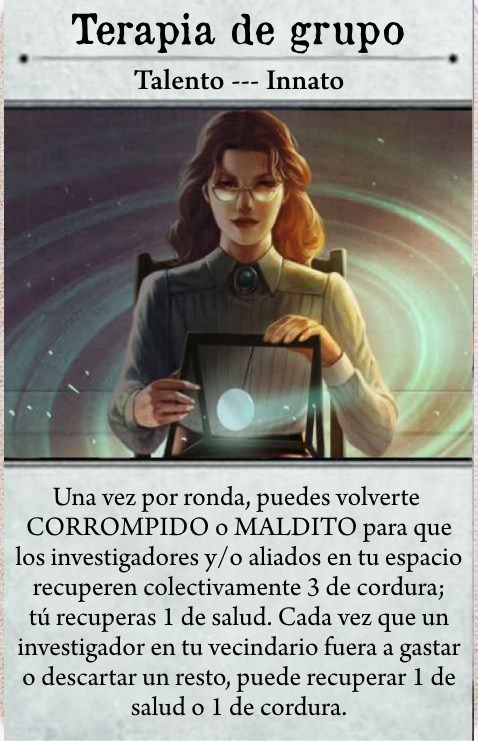 Terapia de grupo
Talento --- Innato
Una vez por ronda, puedes volverte
CORROMPIDO o MALDITO para que
los investigadores y/o aliados en tu espacio
recuperen colectivamente 3 de cordura;
tú recuperas 1 de salud. Cada vez que un
investigador en tu vecindario fuera a gastar
o descartar un resto, puede recuperar 1 de
salud o 1 de cordura.